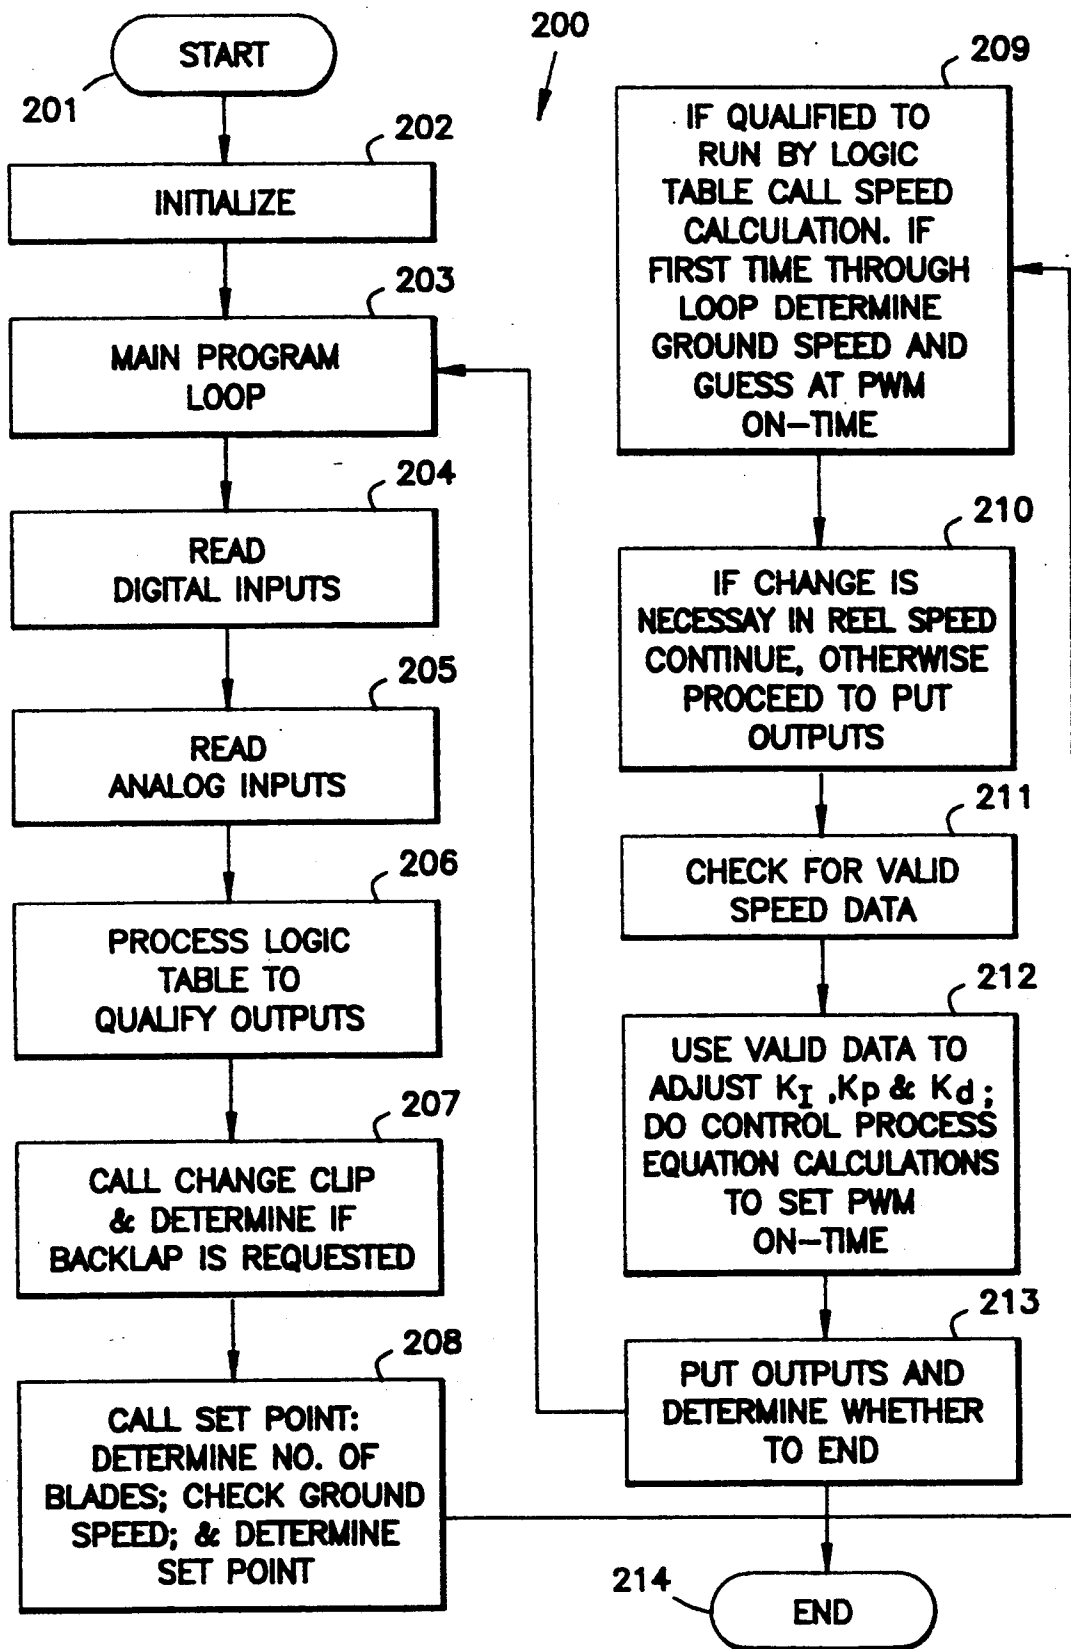 START
201
202
INITIALIZE
203
MAIN PROGRAM
LOOP
204
READ
DIGITAL INPUTS
205
READ
ANALOG INPUTS
206
PROCESS LOGIC
TABLE TO
QUALIFY OUTPUTS
207
CALL CHANGE CLIP
& DETERMINE IF
BACKLAP IS REQUESTED
208
CALL SET POINT:
DETERMINE NO. OF
BLADES; CHECK GROUND
SPEED; & DETERMINE
SET POINT
200
209
IF QUALIFIED TO
RUN BY LOGIC
TABLE CALL SPEED
CALCULATION. IF
FIRST TIME THROUGH
LOOP DETERMINE
GROUND SPEED AND
GUESS AT PWM
ON-TIME
210
IF CHANGE IS
NECESSAY IN REEL SPEED
CONTINUE, OTHERWISE
PROCEED TO PUT
OUTPUTS
211
CHECK FOR VALID
SPEED DATA
212
USE VALID DATA TO
ADJUST KI ,Kp & Kd ;
DO CONTROL PROCESS
EQUATION CALCULATIONS
TO SET PWM
ON-TIME
213
PUT OUTPUTS AND
DETERMINE WHETHER
TO END
214
END